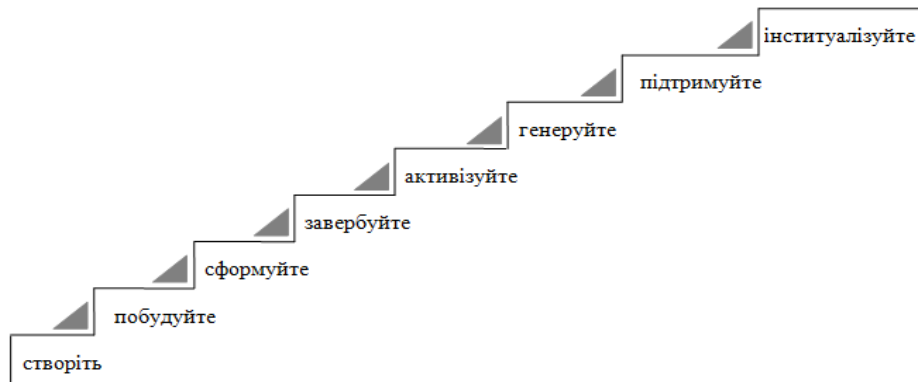 інституалізуйте
підтримуйте
генеруйте
активізуйте
завербуйте
сформуйте
побудуйте
створіть